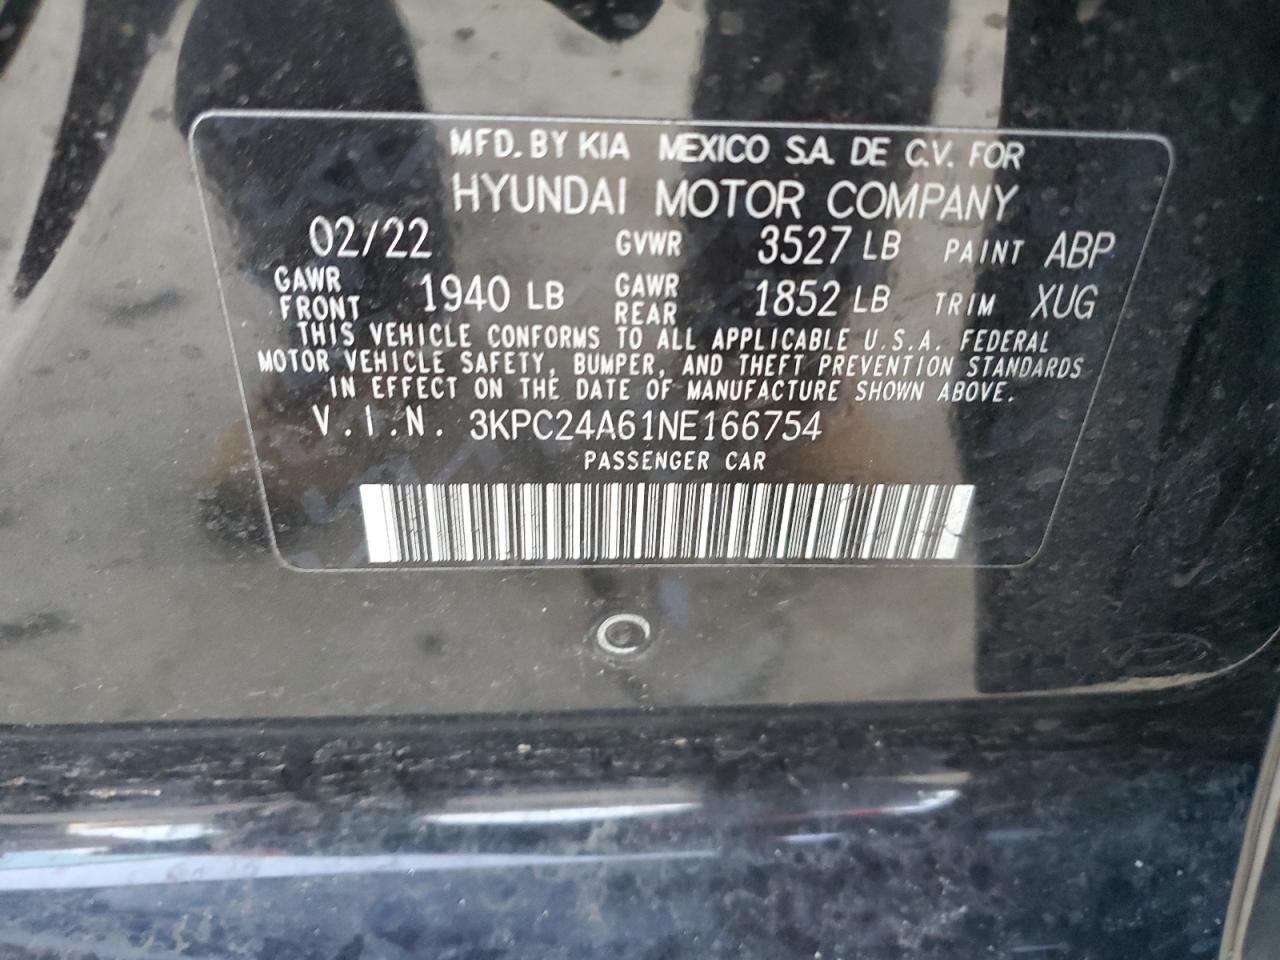 MFD. BY KIA MEXICO S.A. DE C.V. FOR
HYUNDAI MOTOR COMPANY
02/22 GVWR 3527 LB PAINT ABP
GAWR FRONT 1940 LB GAWR REAR 1852 LB TRIM XUG
THIS VEHICLE CONFORMS TO ALL APPLICABLE U.S.A. FEDERAL
MOTOR VEHICLE SAFETY, BUMPER, AND THEFT PREVENTION STANDARDS
IN EFFECT ON THE DATE OF MANUFACTURE SHOWN ABOVE.
V.I.N. 3KPC24A61NE166754
PASSENGER CAR